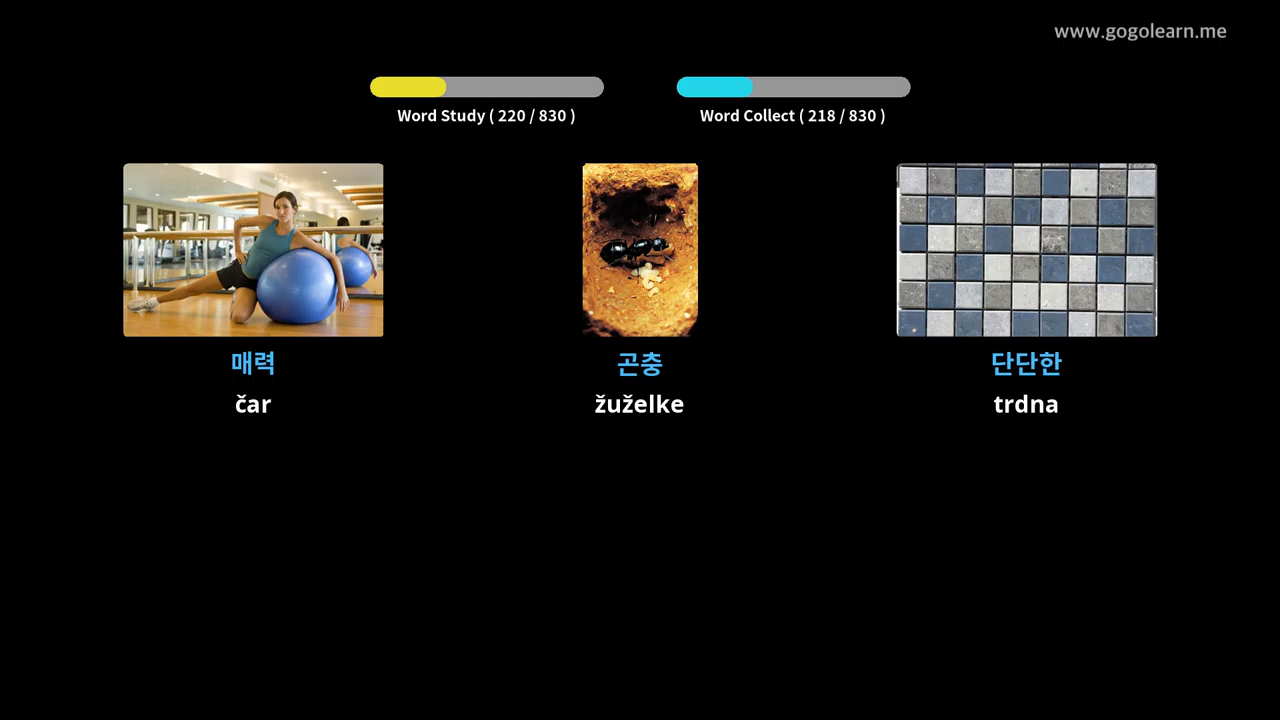 www.gogolearn.me
Word Study ( 220 / 830 )
Word Collect ( 218 / 830 )
매력
čar
곤충
žuželke
단단한
trdna